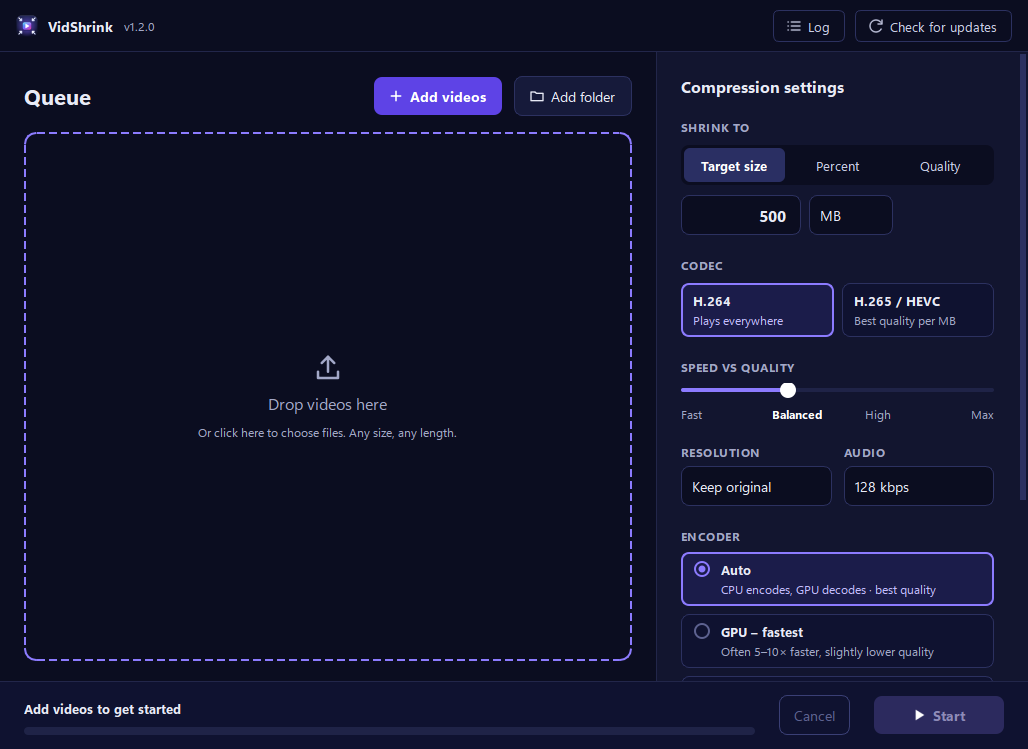 VidShrink v1.2.0
Log
Check for updates
Queue
Add videos
Add folder
Drop videos here
Or click here to choose files. Any size, any length.
Compression settings
SHRINK TO
Target size Percent Quality
500 MB
CODEC
H.264
Plays everywhere
H.265 / HEVC
Best quality per MB
SPEED VS QUALITY
Fast Balanced High Max
RESOLUTION AUDIO
Keep original 128 kbps
ENCODER
Auto
CPU encodes, GPU decodes · best quality
GPU – fastest
Often 5–10× faster, slightly lower quality
Add videos to get started
Cancel
Start